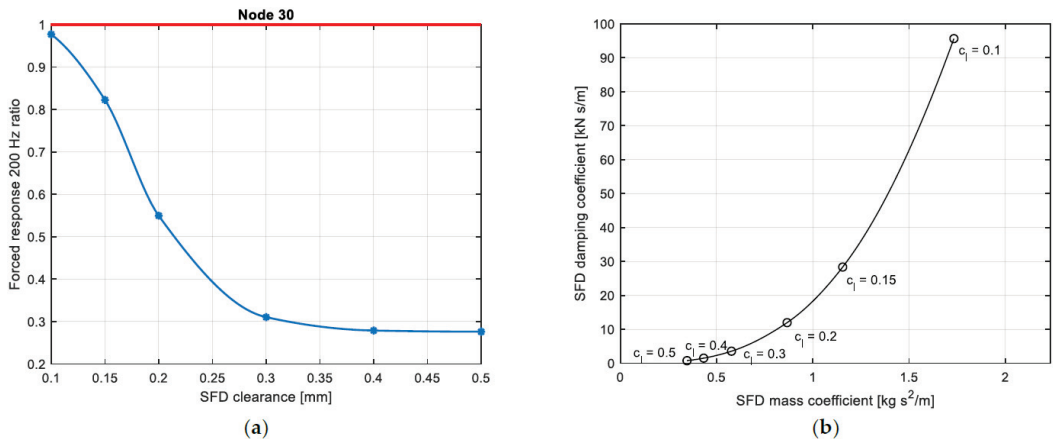 Node 30
Forced response 200 Hz ratio
1
0.9
0.8
0.7
0.6
0.5
0.4
0.3
0.2
0.1 0.15 0.2 0.25 0.3 0.35 0.4 0.45 0.5
SFD clearance [mm]
(a)
SFD damping coefficient [kN s/m]
100
90
80
70
60
50
40
30
20
10
0
c_l = 0.1
c_l = 0.15
c_l = 0.2
c_l = 0.3
c_l = 0.4
c_l = 0.5
0 0.5 1 1.5 2
SFD mass coefficient [kg s²/m]
(b)